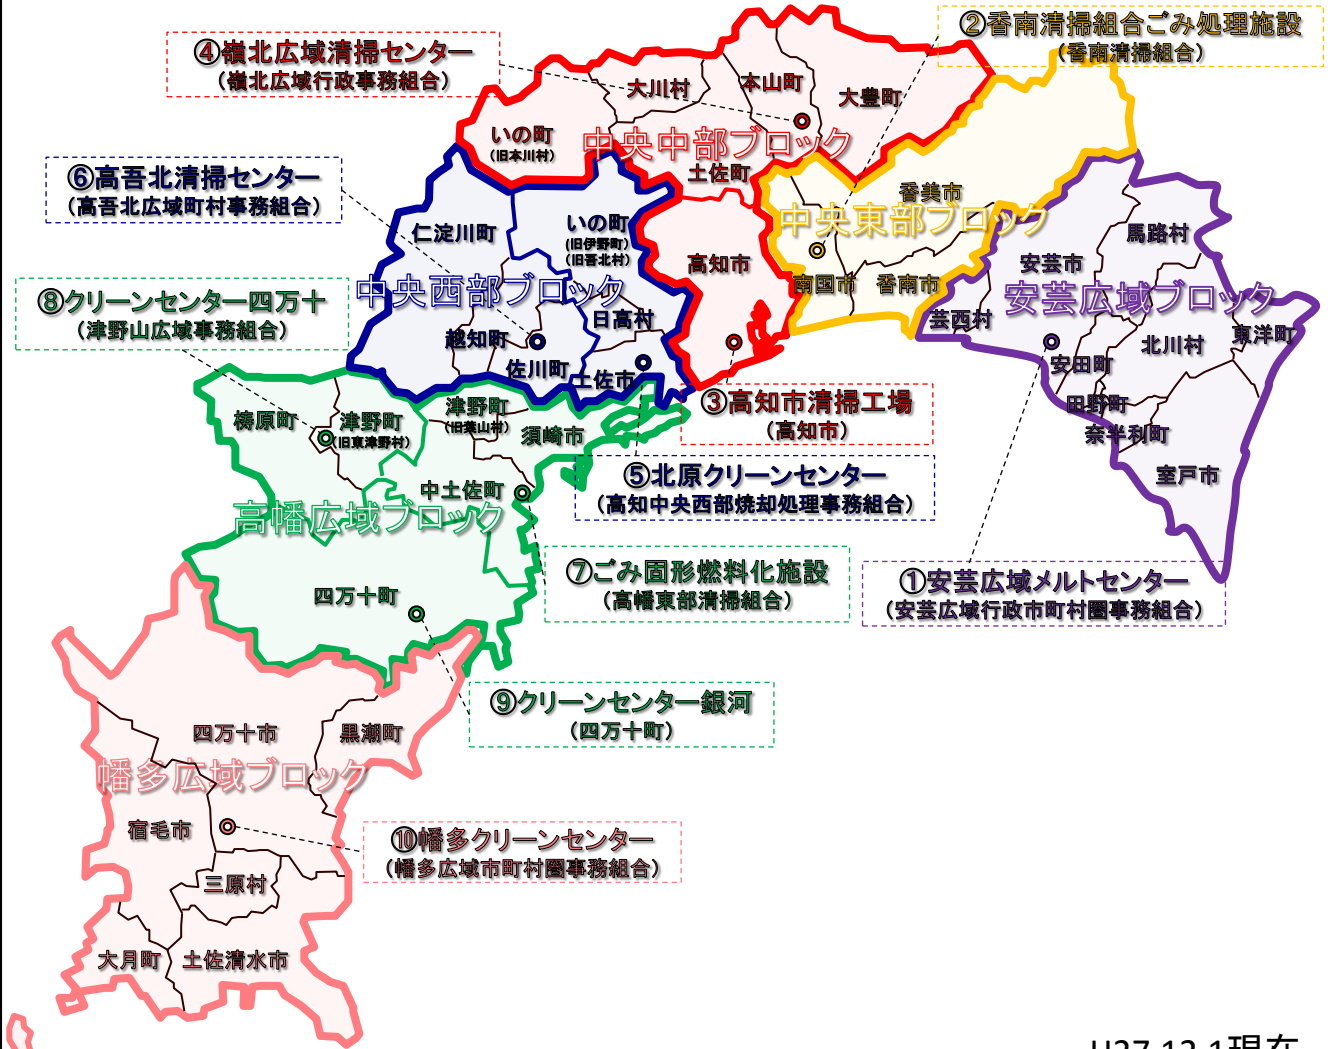 ②香南清掃組合ごみ処理施設
(香南清掃組合)
④嶺北広域清掃センター
(嶺北広域行政事務組合)
大川村
本山町
大豊町
いの町
(旧本川村)
中央中部ブロック
土佐町
⑥高吾北清掃センター
(高吾北広域町村事務組合)
香美市
中央東部ブロック
仁淀川町
いの町
(旧伊野町)
(旧吾北村)
馬路村
高知市
安芸市
南国市
香南市
⑧クリーンセンター四万十
(津野山広域事務組合)
中央西部ブロック
安芸広域ブロック
日高村
芸西村
越知町
東洋町
北川村
佐川町
土佐市
安田町
③高知市清掃工場
(高知市)
田野町
奈半利町
室戸市
梼原町
津野町
(旧東津野村)
津野町
(旧葉山村)
須崎市
⑤北原クリーンセンター
(高知中央西部焼却処理事務組合)
中土佐町
高幡広域ブロック
⑦ごみ固形燃料化施設
(高幡東部清掃組合)
①安芸広域メルトセンター
(安芸広域行政市町村圏事務組合)
四万十町
⑨クリーンセンター銀河
(四万十町)
四万十市
黒潮町
幡多広域ブロック
宿毛市
⑩幡多クリーンセンター
(幡多広域市町村圏事務組合)
三原村
大月町
土佐清水市
H27.12.1現在